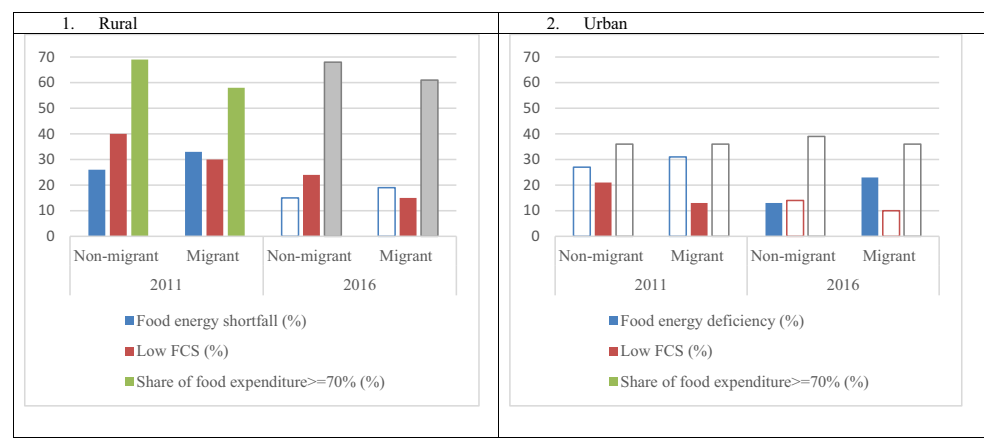 1. Rural
70
60
50
40
30
20
10
0
Non-migrant Migrant Non-migrant Migrant
2011 2016
Food energy shortfall (%)
Low FCS (%)
Share of food expenditure>=70% (%)
2. Urban
70
60
50
40
30
20
10
0
Non-migrant Migrant Non-migrant Migrant
2011 2016
Food energy deficiency (%)
Low FCS (%)
Share of food expenditure>=70% (%)